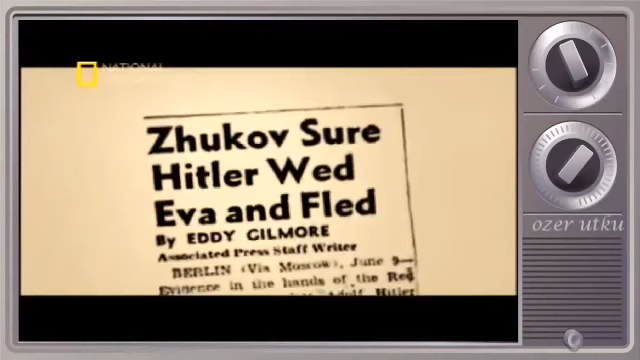 NATIONAL
Zhukov Sure
Hitler Wed
Eva and Fled
By EDDY GILMORE
Associated Press Staff Writer
BERLIN (Via Moscow), June 9—
Evidence in the hands of the Red
Adolf Hitler
ozer utku